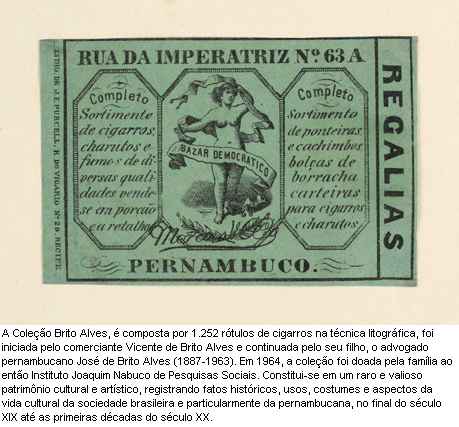 RUA DA IMPERATRIZ Nº 63 A
Completo
Sortimento
de cigarros,
charutos e
fumos de di-
versas quali-
dades vende-
se em porção
ou retalho
BAZAR DEMOCRATICO
Completo
Sortimento
de ponteiras
e cachimbos
bolças de
borracha
carteiras
para cigarros
e charutos.
PERNAMBUCO.
REGALIAS
DE J. E. PURCELL, R. DO VIGARIO Nº 29, RECIFE
A Coleção Brito Alves, é composta por 1.252 rótulos de cigarros na técnica litográfica, foi
iniciada pelo comerciante Vicente de Brito Alves e continuada pelo seu filho, o advogado
pernambucano José de Brito Alves (1887-1963). Em 1964, a coleção foi doada pela família ao
então Instituto Joaquim Nabuco de Pesquisas Sociais. Constitui-se em um raro e valioso
patrimônio cultural e artístico, registrando fatos históricos, usos, costumes e aspectos da
vida cultural da sociedade brasileira e particularmente da pernambucana, no final do século
XIX até as primeiras décadas do século XX.